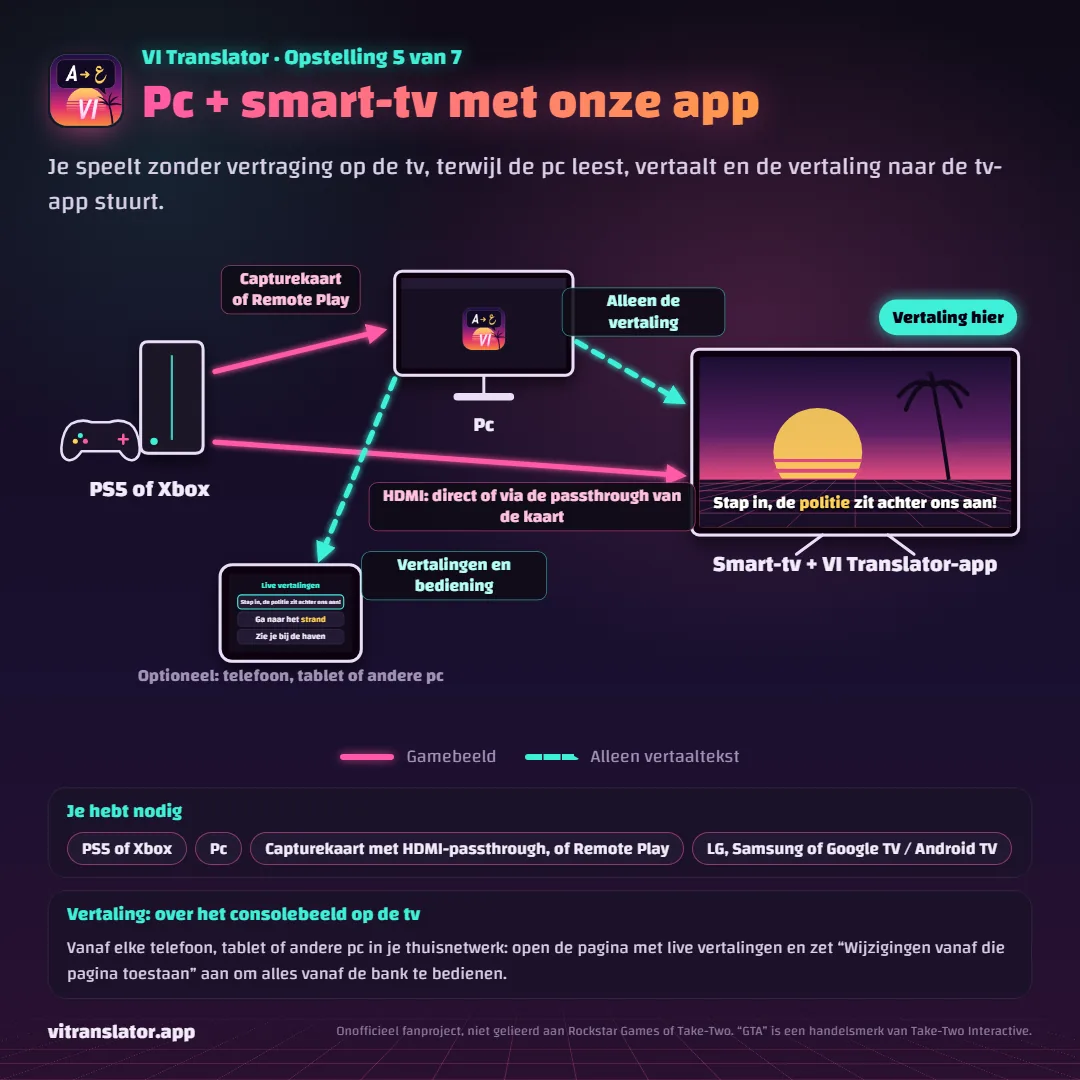 A→ع
VI
VI Translator · Opstelling 5 van 7
Pc + smart-tv met onze app
Je speelt zonder vertraging op de tv, terwijl de pc leest, vertaalt en de vertaling naar de tv-
app stuurt.
Capturekaart
of Remote Play
A→ع
VI
Alleen de
vertaling
Vertaling hier
Pc
PS5 of Xbox
HDMI: direct of via de passthrough van
de kaart
Stap in, de politie zit achter ons aan!
Smart-tv + VI Translator-app
Vertalingen en
bediening
Live vertalingen
Stap in, de politie zit achter ons aan!
Ga naar het strand
Zie je bij de haven
Optioneel: telefoon, tablet of andere pc
Gamebeeld
Alleen vertaaltekst
Je hebt nodig
PS5 of Xbox
Pc
Capturekaart met HDMI-passthrough, of Remote Play
LG, Samsung of Google TV / Android TV
Vertaling: over het consolebeeld op de tv
Vanaf elke telefoon, tablet of andere pc in je thuisnetwerk: open de pagina met live vertalingen en zet “Wijzigingen vanaf die
pagina toestaan” aan om alles vanaf de bank te bedienen.
vitranslator.app
Onofficieel fanproject, niet gelieerd aan Rockstar Games of Take-Two. “GTA” is een handelsmerk van Take-Two Interactive.